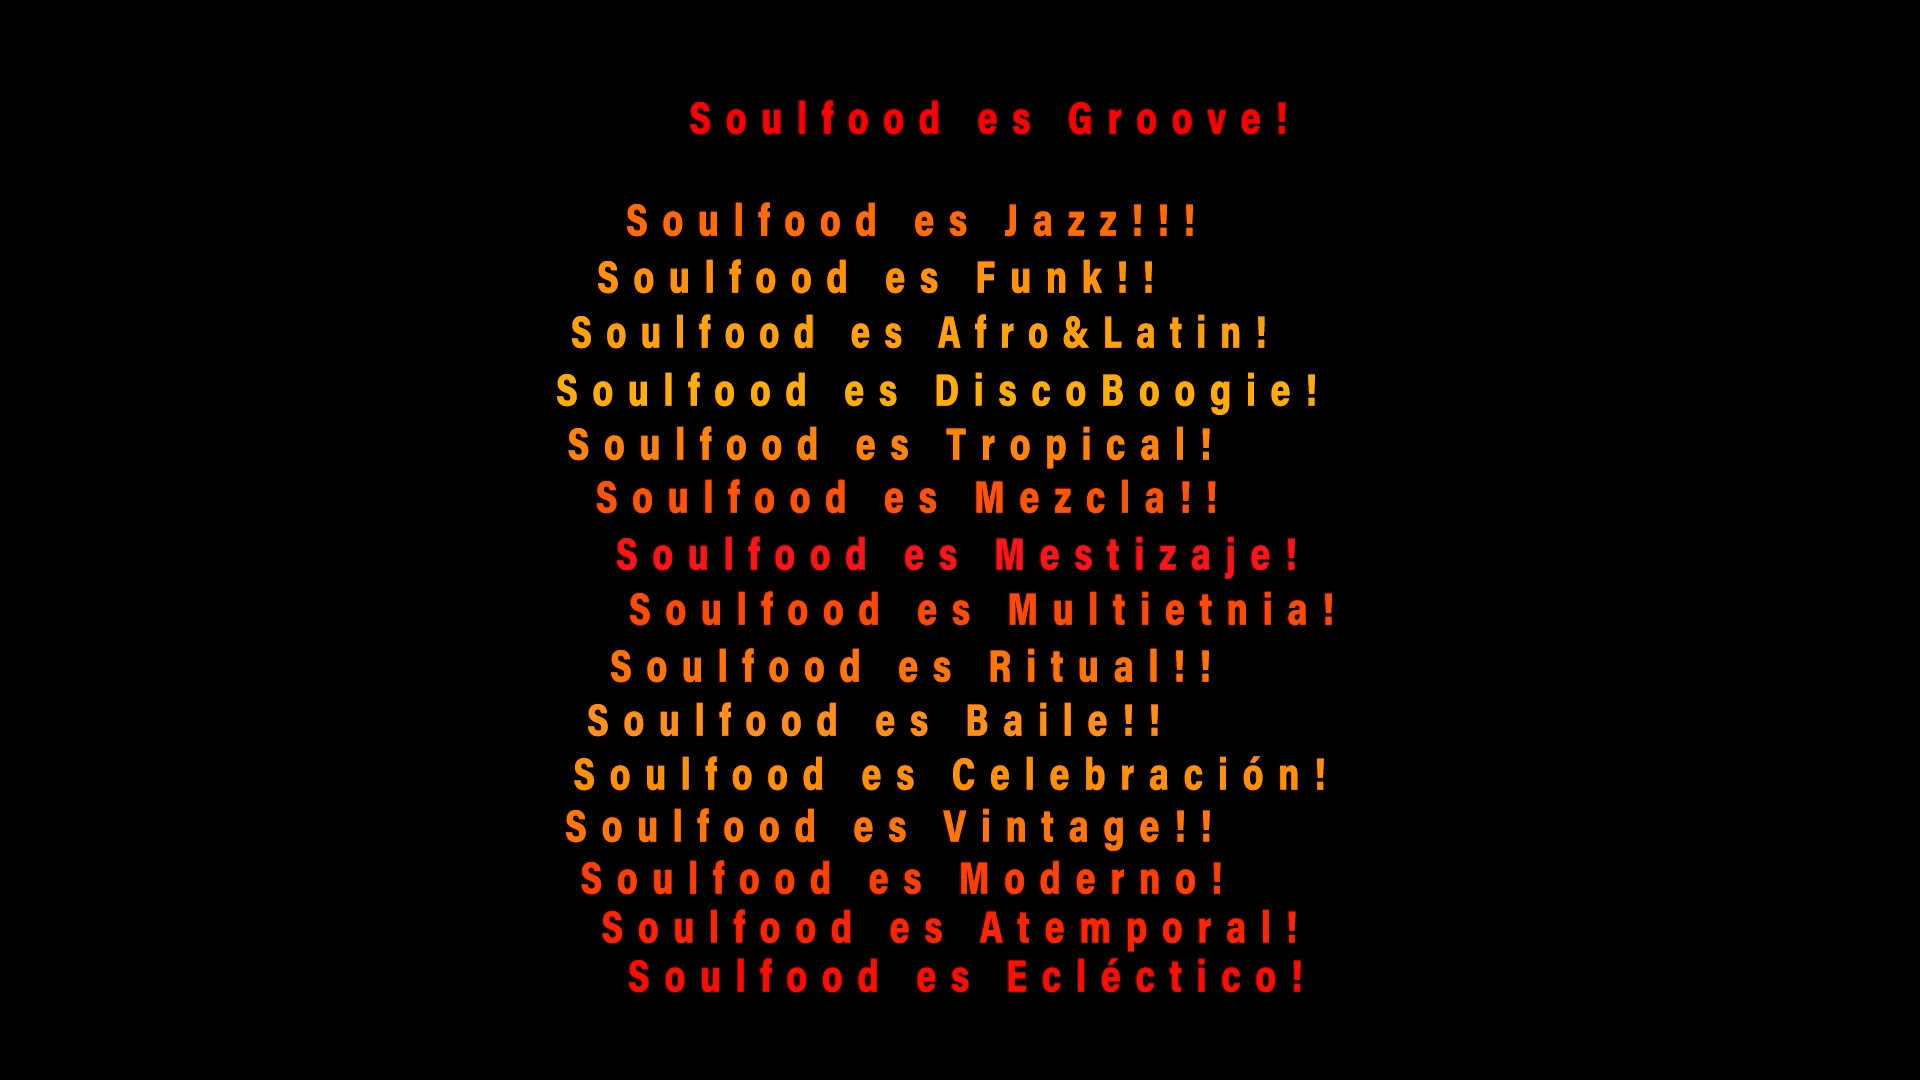 Soulfood es Groove!
Soulfood es Jazz!!!
Soulfood es Funk!!
Soulfood es Afro&Latin!
Soulfood es DiscoBoogie!
Soulfood es Tropical!
Soulfood es Mezcla!!
Soulfood es Mestizaje!
Soulfood es Multietnia!
Soulfood es Ritual!!
Soulfood es Baile!!
Soulfood es Celebración!
Soulfood es Vintage!!
Soulfood es Moderno!
Soulfood es Atemporal!
Soulfood es Ecléctico!